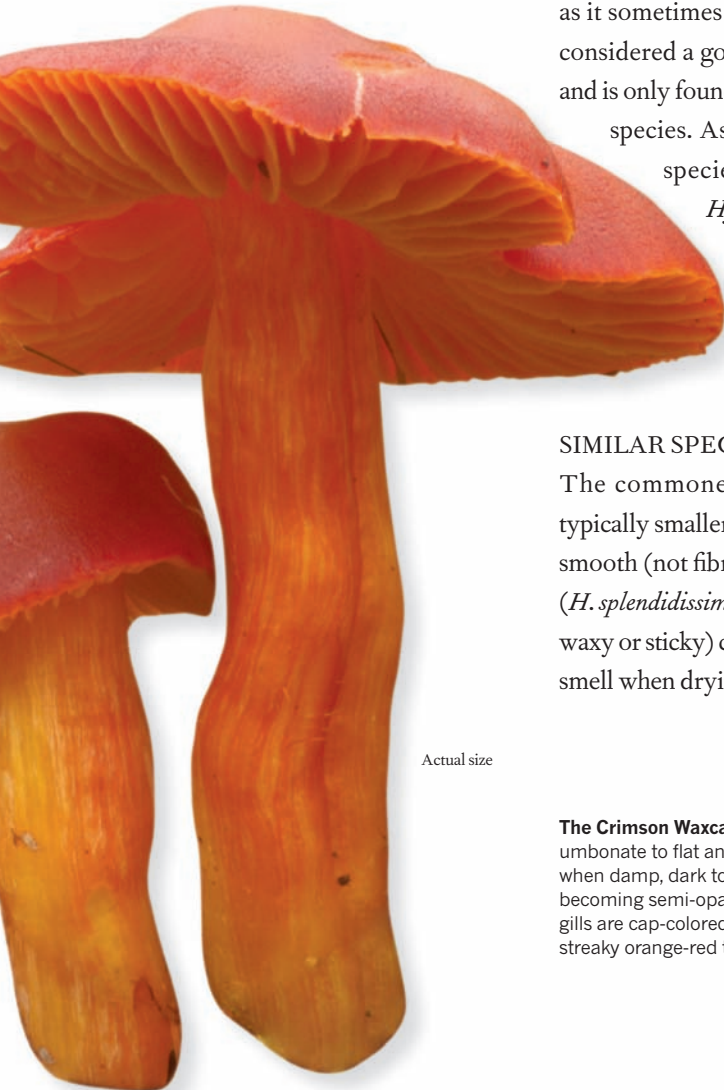 as it sometimes
considered a go
and is only foun
species. As
specie
H
SIMILAR SPEC
The commone
typically smaller
smooth (not fibr
(H. splendidissim
waxy or sticky) c
smell when dryi
Actual size
The Crimson Waxca
umbonate to flat an
when damp, dark to
becoming semi-opa
gills are cap-colored
streaky orange-red t